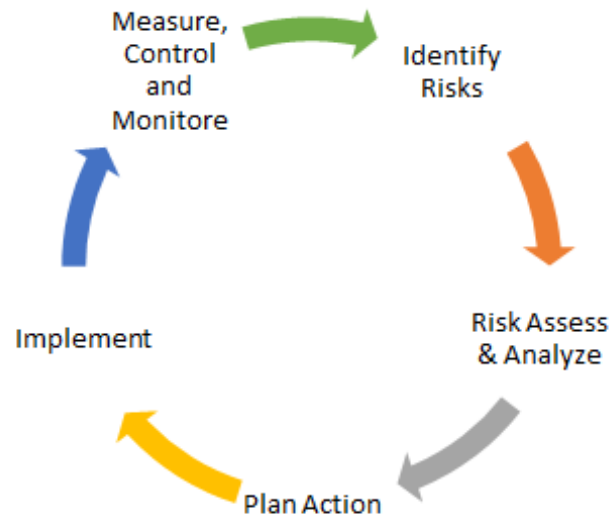 Measure,
Control
and
Monitore
Identify
Risks
Risk Assess
& Analyze
Plan Action
Implement